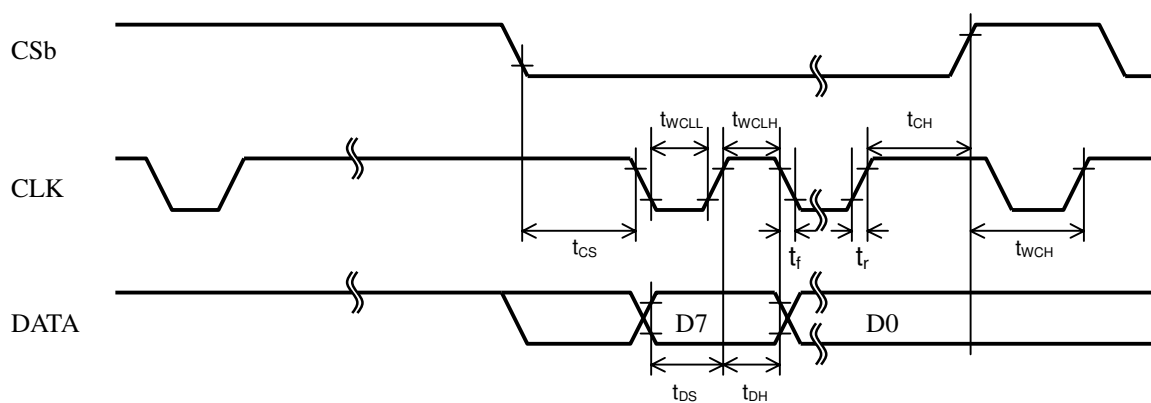 CSb
tWCLL tWCLH tCH
CLK
tCS tf tr tWCH
DATA D7 D0
tDS tDH